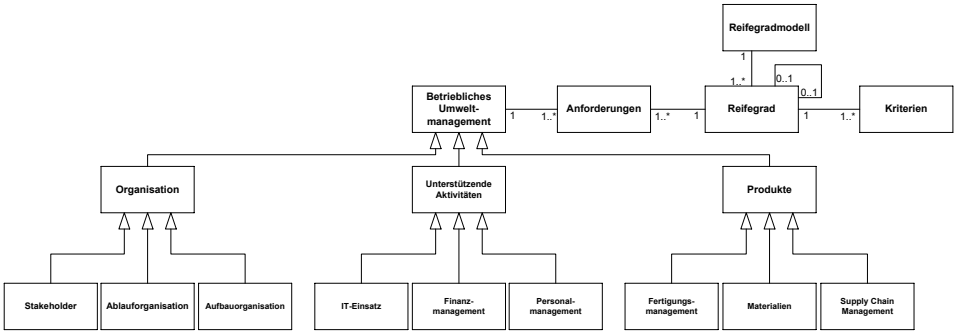 Reifegradmodell
1
1..*
0..1
0..1
Betriebliches
Umwelt-
management
1
1..*
Anforderungen
1..*
1
Reifegrad
1
1..*
Kriterien
Organisation
Unterstützende
Aktivitäten
Produkte
Stakeholder
Ablauforganisation
Aufbauorganisation
IT-Einsatz
Finanz-
management
Personal-
management
Fertigungs-
management
Materialien
Supply Chain
Management